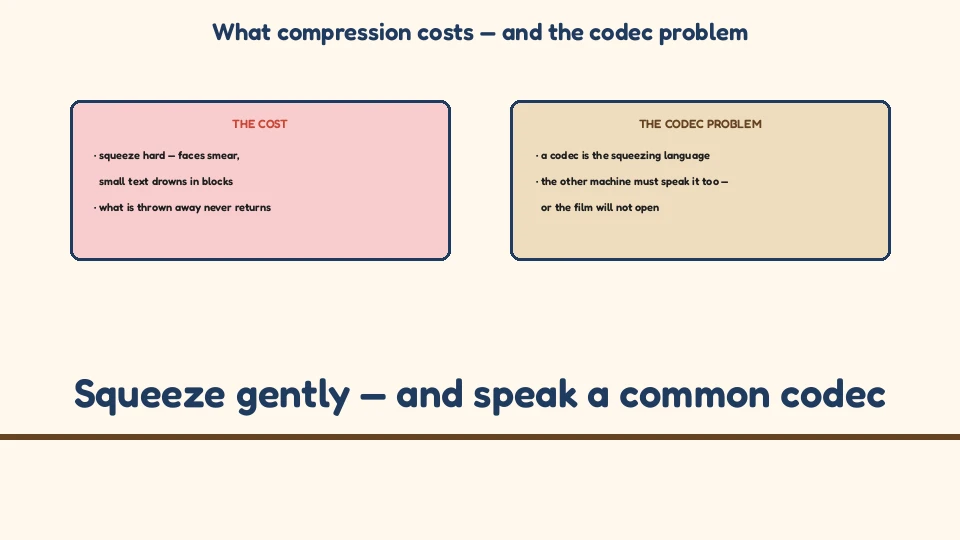 What compression costs — and the codec problem
THE COST
· squeeze hard — faces smear,
small text drowns in blocks
· what is thrown away never returns
THE CODEC PROBLEM
· a codec is the squeezing language
· the other machine must speak it too —
or the film will not open
Squeeze gently — and speak a common codec